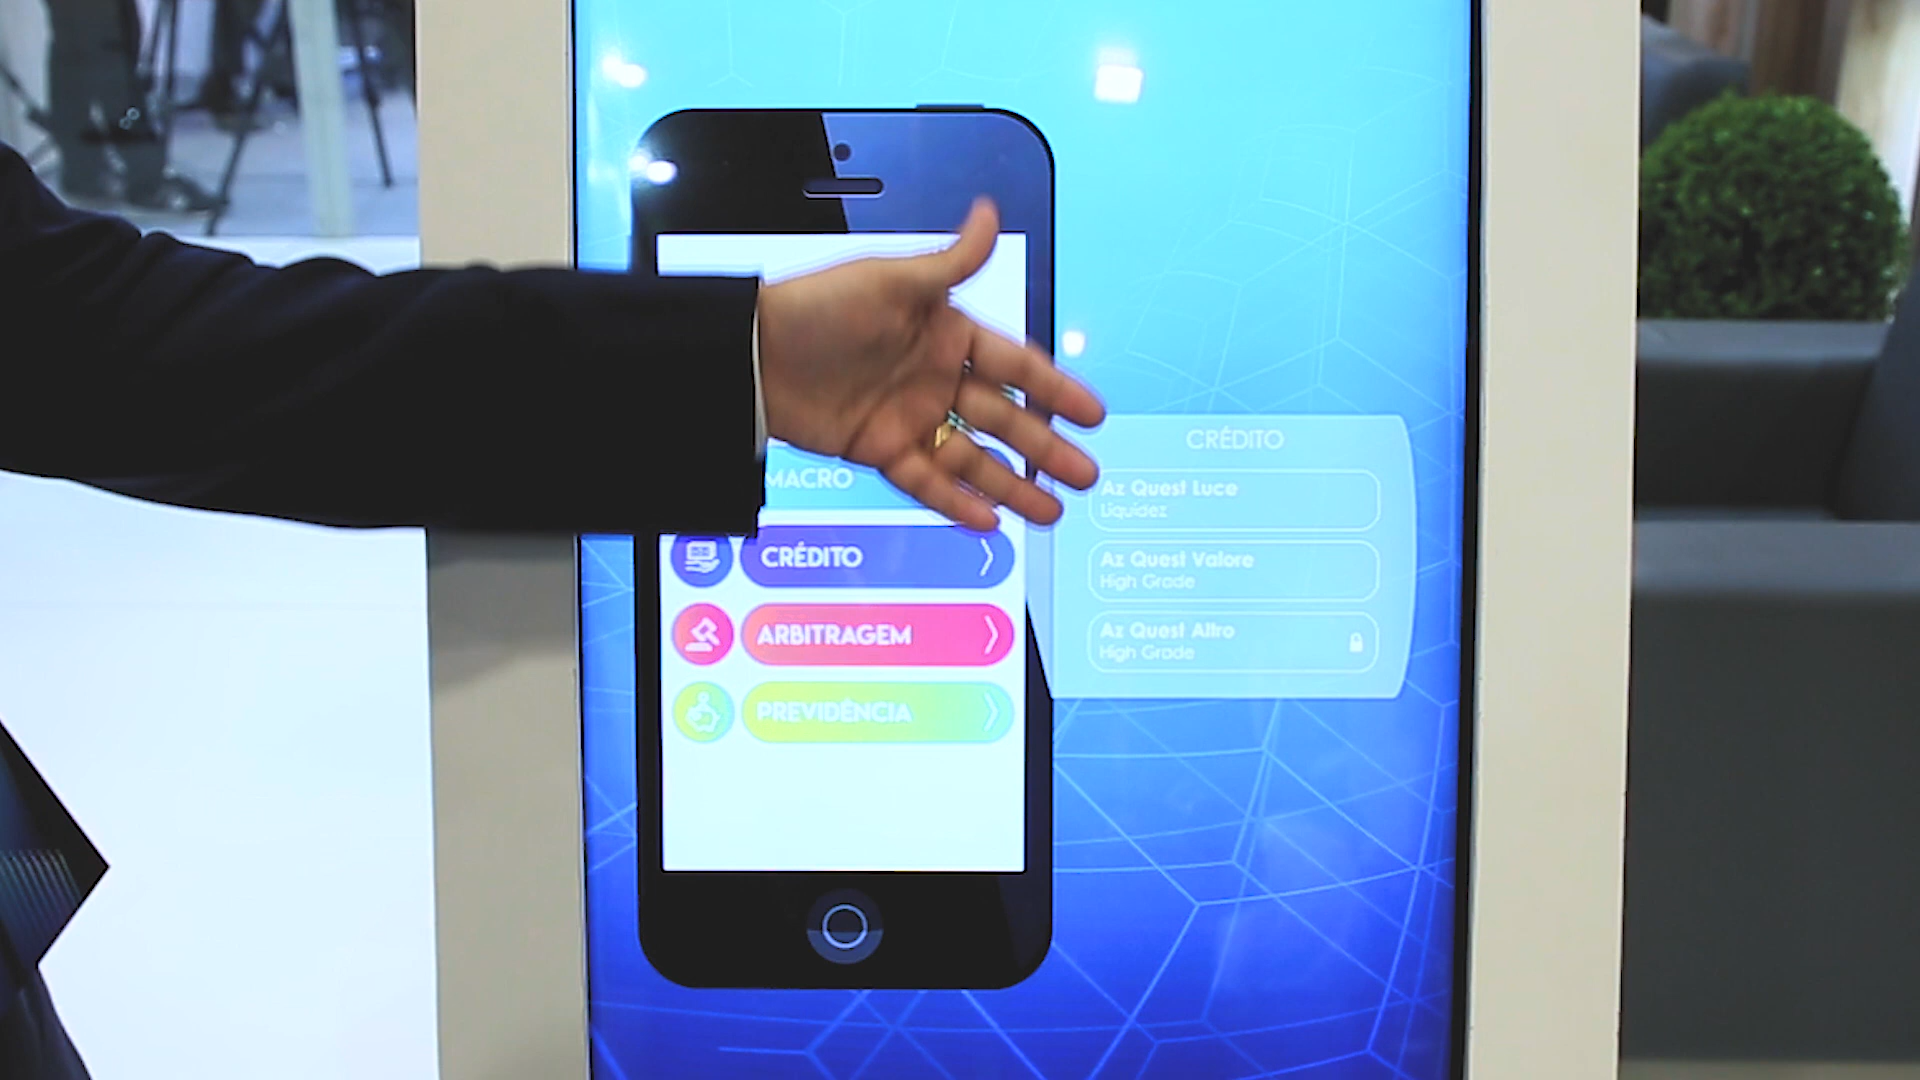 MACRO
CRÉDITO
ARBITRAGEM
PREVIDÊNCIA
CRÉDITO
Az Quest Luce
Liquidez
Az Quest Valore
High Grade
Az Quest Altro
High Grade